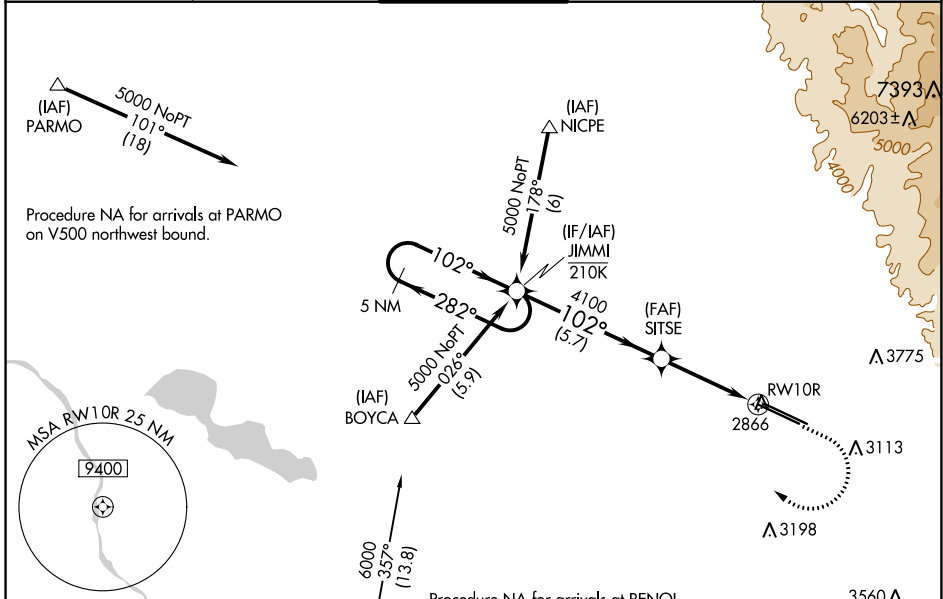 7393
6203±
5000
4000
(IAF)
PARMO
5000 NoPT
101°
(18)
(IAF)
NICPE
5000 NoPT
178°
(6)
Procedure NA for arrivals at PARMO
on V500 northwest bound.
(IF/IAF)
JIMMI
210K
102°
282°
5 NM
4100
102°
(5.7)
(FAF)
SITSE
5000 NoPT
026°
(5.9)
(IAF)
BOYCA
3775
RW10R
2866
3113
3198
MSA RW10R 25 NM
9400
6000
357°
(13.8)
3560